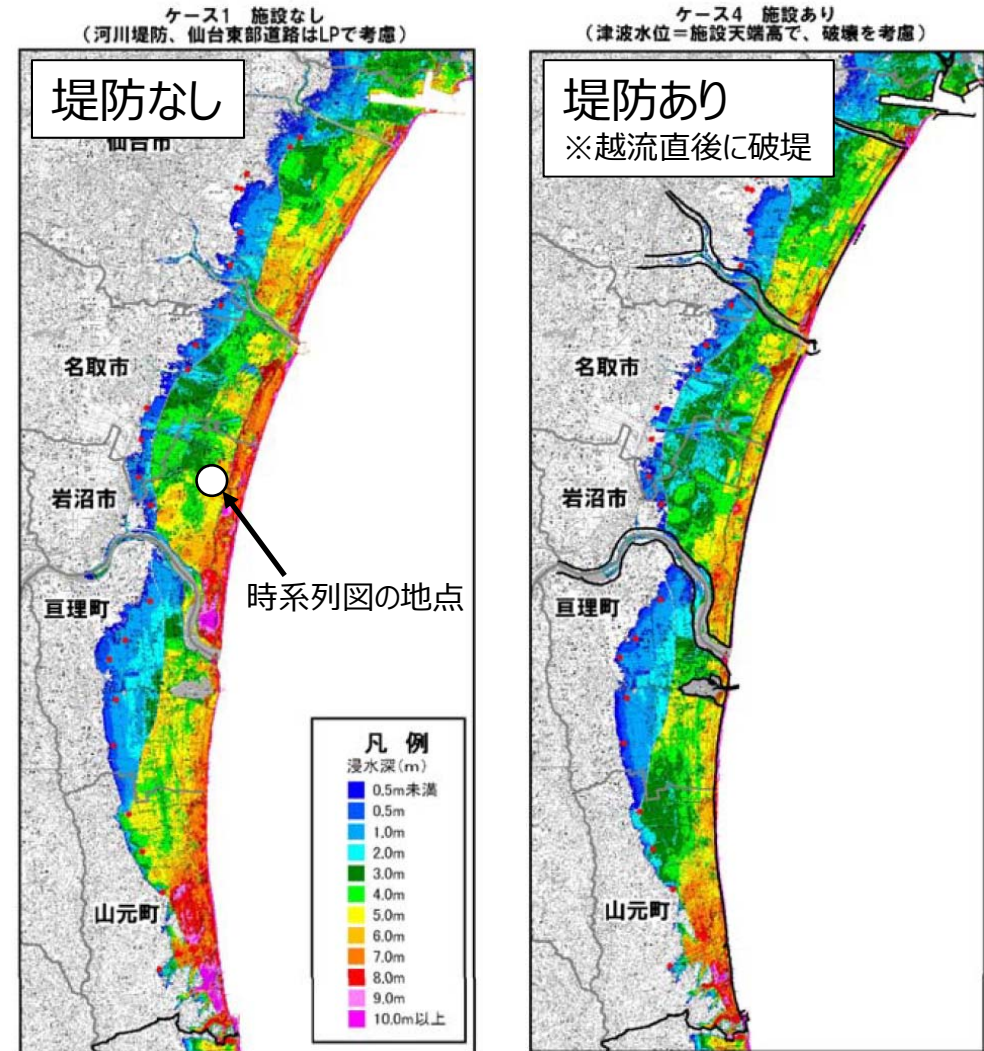 ケース1 施設なし
(河川堤防、仙台東部道路はLPで考慮)
堤防なし
仙台市
名取市
岩沼市
時系列図の地点
亘理町
山元町
凡 例
浸水深(m)
0.5m未満
0.5m
1.0m
2.0m
3.0m
4.0m
5.0m
6.0m
7.0m
8.0m
9.0m
10.0m以上
ケース4 施設あり
(津波水位=施設天端高で、破壊を考慮)
堤防あり
※越流直後に破堤
名取市
岩沼市
亘理町
山元町